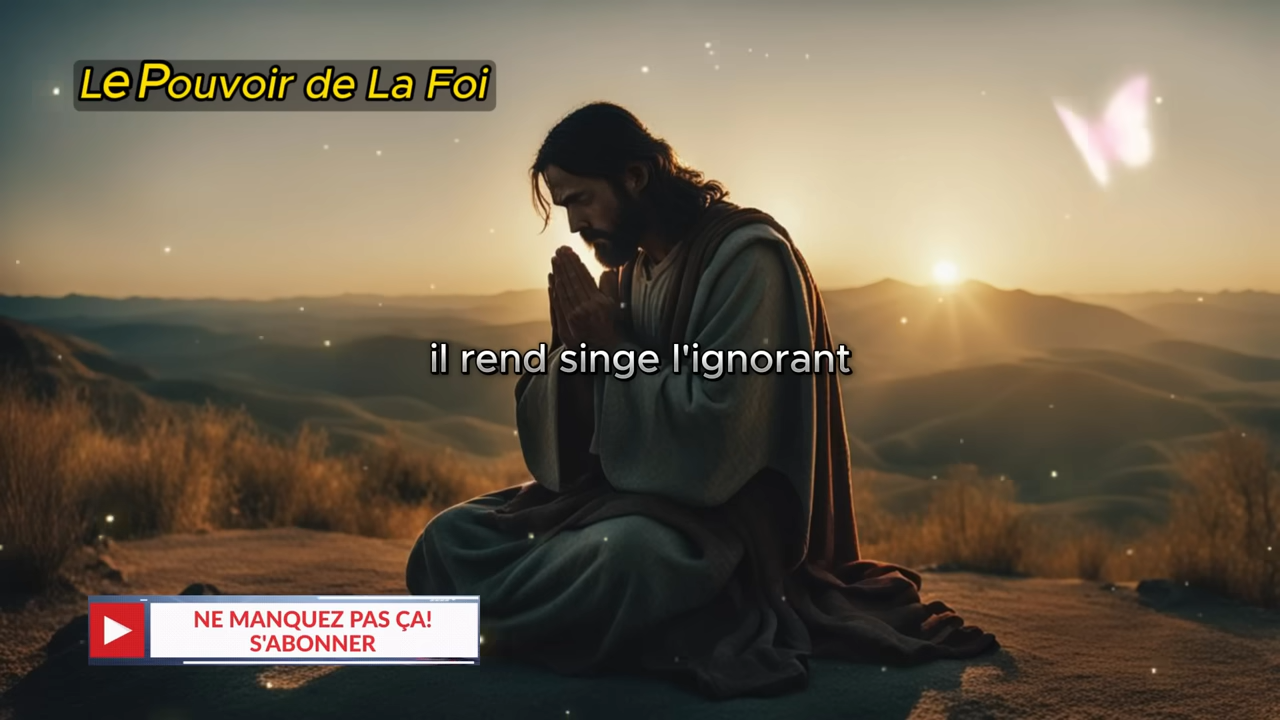 Le Pouvoir de La Foi
il rend singe l'ignorant
NE MANQUEZ PAS ÇA!
S'ABONNER